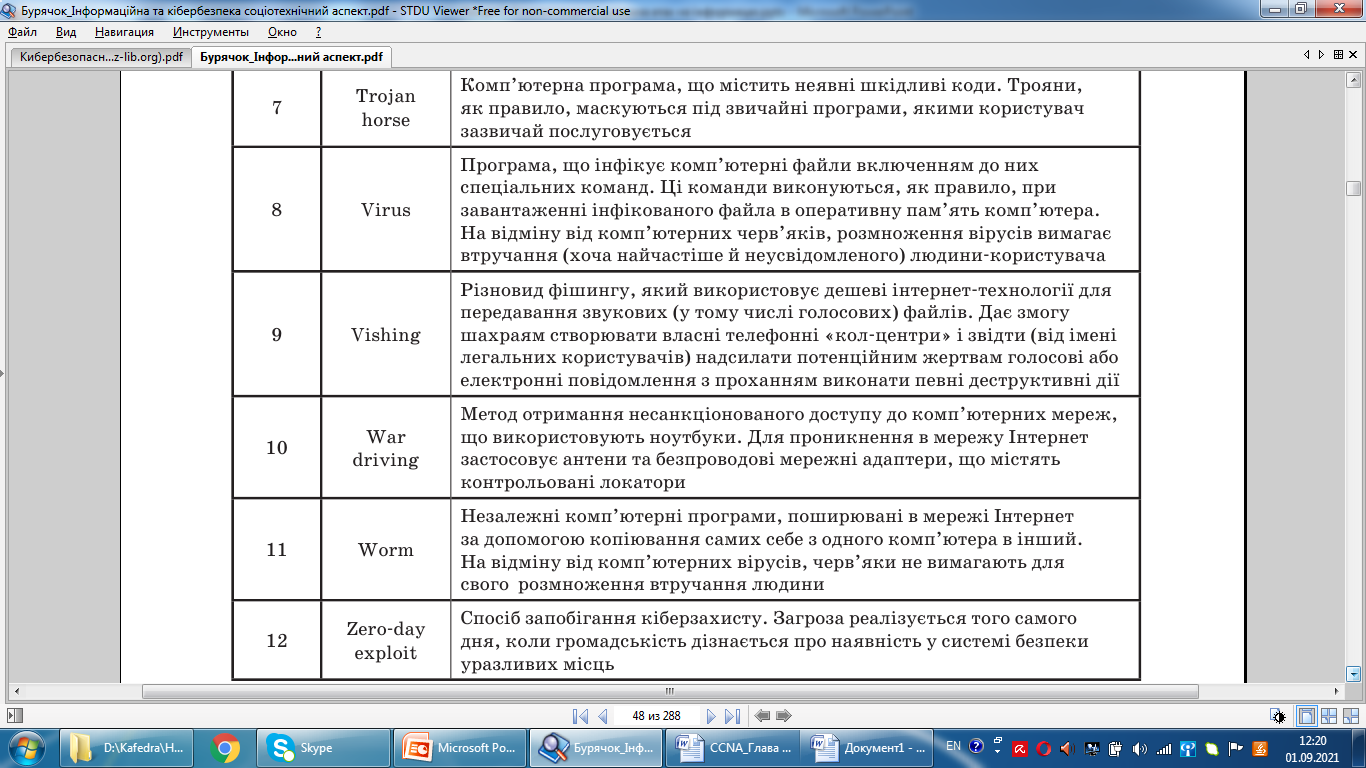 Бурячок_Інформаційна та кібербезпека соціотехнічий аспект.pdf - STDU Viewer *Free for non-commercial use
Файл Вид Навигация Инструменты Окно ?
Кибербезопасн...z-lib.org).pdf Бурячок_Інфор...ний аспект.pdf
7
Trojan
horse
Комп’ютерна програма, що містить неявні шкідливі коди. Трояни,
як правило, маскуються під звичайні програми, якими користувач
зазвичай послуговується
8
Virus
Програма, що інфікує комп’ютерні файли включенням до них
спеціальних команд. Ці команди виконуються, як правило, при
завантаженні інфікованого файла в оперативну пам’ять комп’ютера.
На відміну від комп’ютерних черв’яків, розмноження вірусів вимагає
втручання (хоча найчастіше й неусвідомленого) людини-користувача
9
Vishing
Різновид фішингу, який використовує дешеві інтернет-технології для
передавання звукових (у тому числі голосових) файлів. Дає змогу
шахраям створювати власні телефонні «кол-центри» і звідти (від імені
легальних користувачів) надсилати потенційним жертвам голосові або
електронні повідомлення з проханням виконати певні деструктивні дії
10
War
driving
Метод отримання несанкціонованого доступу до комп’ютерних мереж,
що використовують ноутбуки. Для проникнення в мережу Інтернет
застосовує антени та безпроводові мережні адаптери, що містять
контрольовані локатори
11
Worm
Незалежні комп’ютерні програми, поширювані в мережі Інтернет
за допомогою копіювання самих себе з одного комп’ютера в інший.
На відміну від комп’ютерних вірусів, черв’яки не вимагають для
свого розмноження втручання людини
12
Zero-day
exploit
Спосіб запобігання кіберзахисту. Загроза реалізується того самого
дня, коли громадськість дізнається про наявність у системі безпеки
уразливих місць
48 из 288
D:\Kafedra\H... Skype Microsoft Po... Бурячок_Інф... CCNA_Глава ... Документ1 - ... EN 12:20
01.09.2021